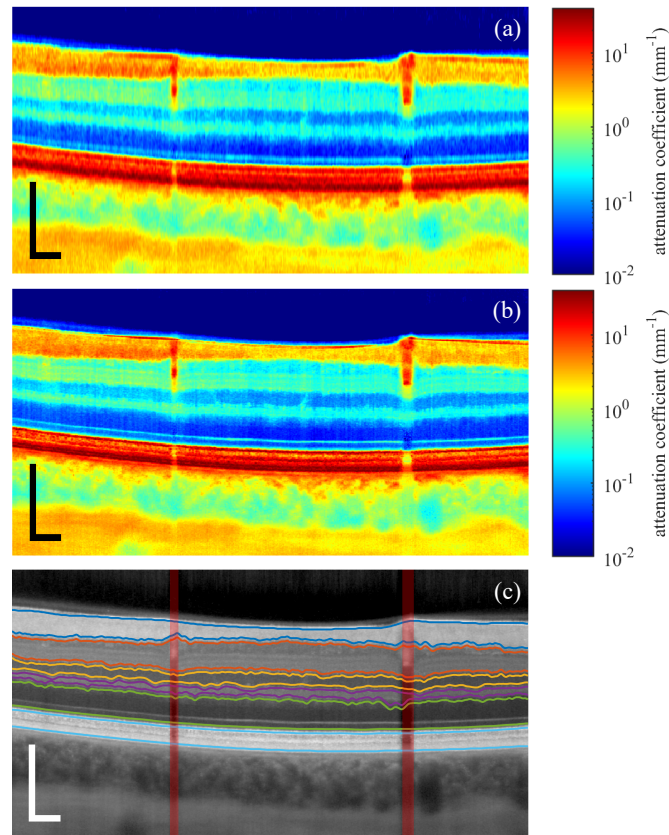 (a)
10^1
10^0
10^-1
10^-2
attenuation coefficient (mm^-1)
(b)
10^1
10^0
10^-1
10^-2
attenuation coefficient (mm^-1)
(c)